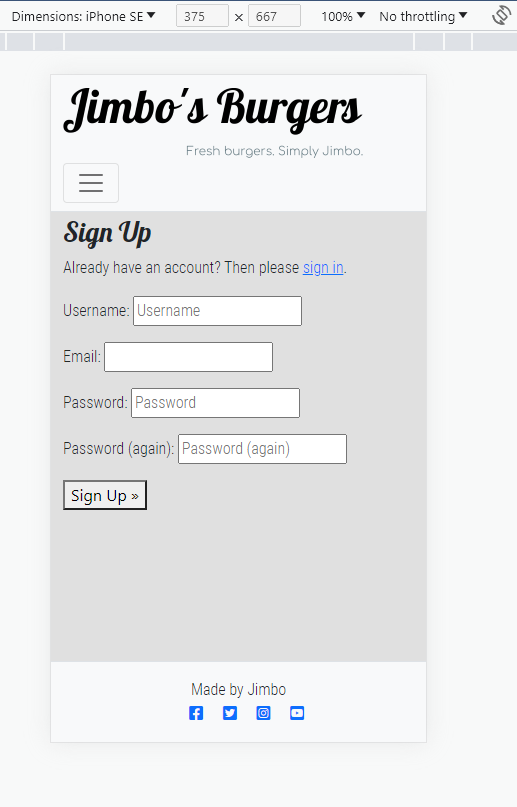 Dimensions: iPhone SE 375 × 667 100% No throttling
Jimbo's Burgers
Fresh burgers. Simply Jimbo.
Sign Up
Already have an account? Then please sign in.
Username: Username
Email:
Password: Password
Password (again): Password (again)
Sign Up »
Made by Jimbo